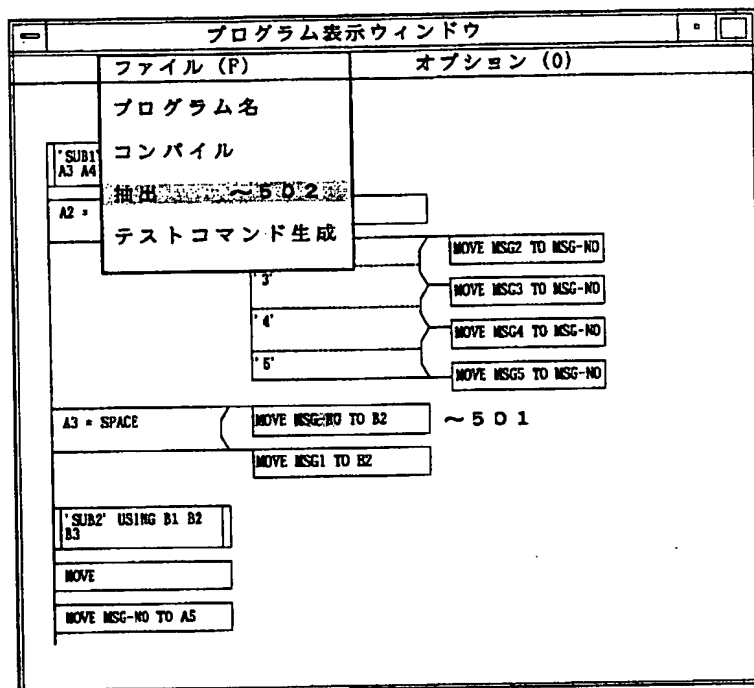 プログラム表示ウィンドウ
ファイル (F)
オプション (O)
プログラム名
コンパイル
抽出 ～502
テストコマンド生成
'SUB1'
A3 A4
A2 =
MOVE MSG2 TO MSG-NO
'3'
MOVE MSG3 TO MSG-NO
'4'
MOVE MSG4 TO MSG-NO
'5'
MOVE MSG5 TO MSG-NO
A3 = SPACE
MOVE MSG-NO TO B2
～501
MOVE MSG1 TO B2
'SUB2' USING B1 B2
B3
MOVE
MOVE MSG-NO TO A5